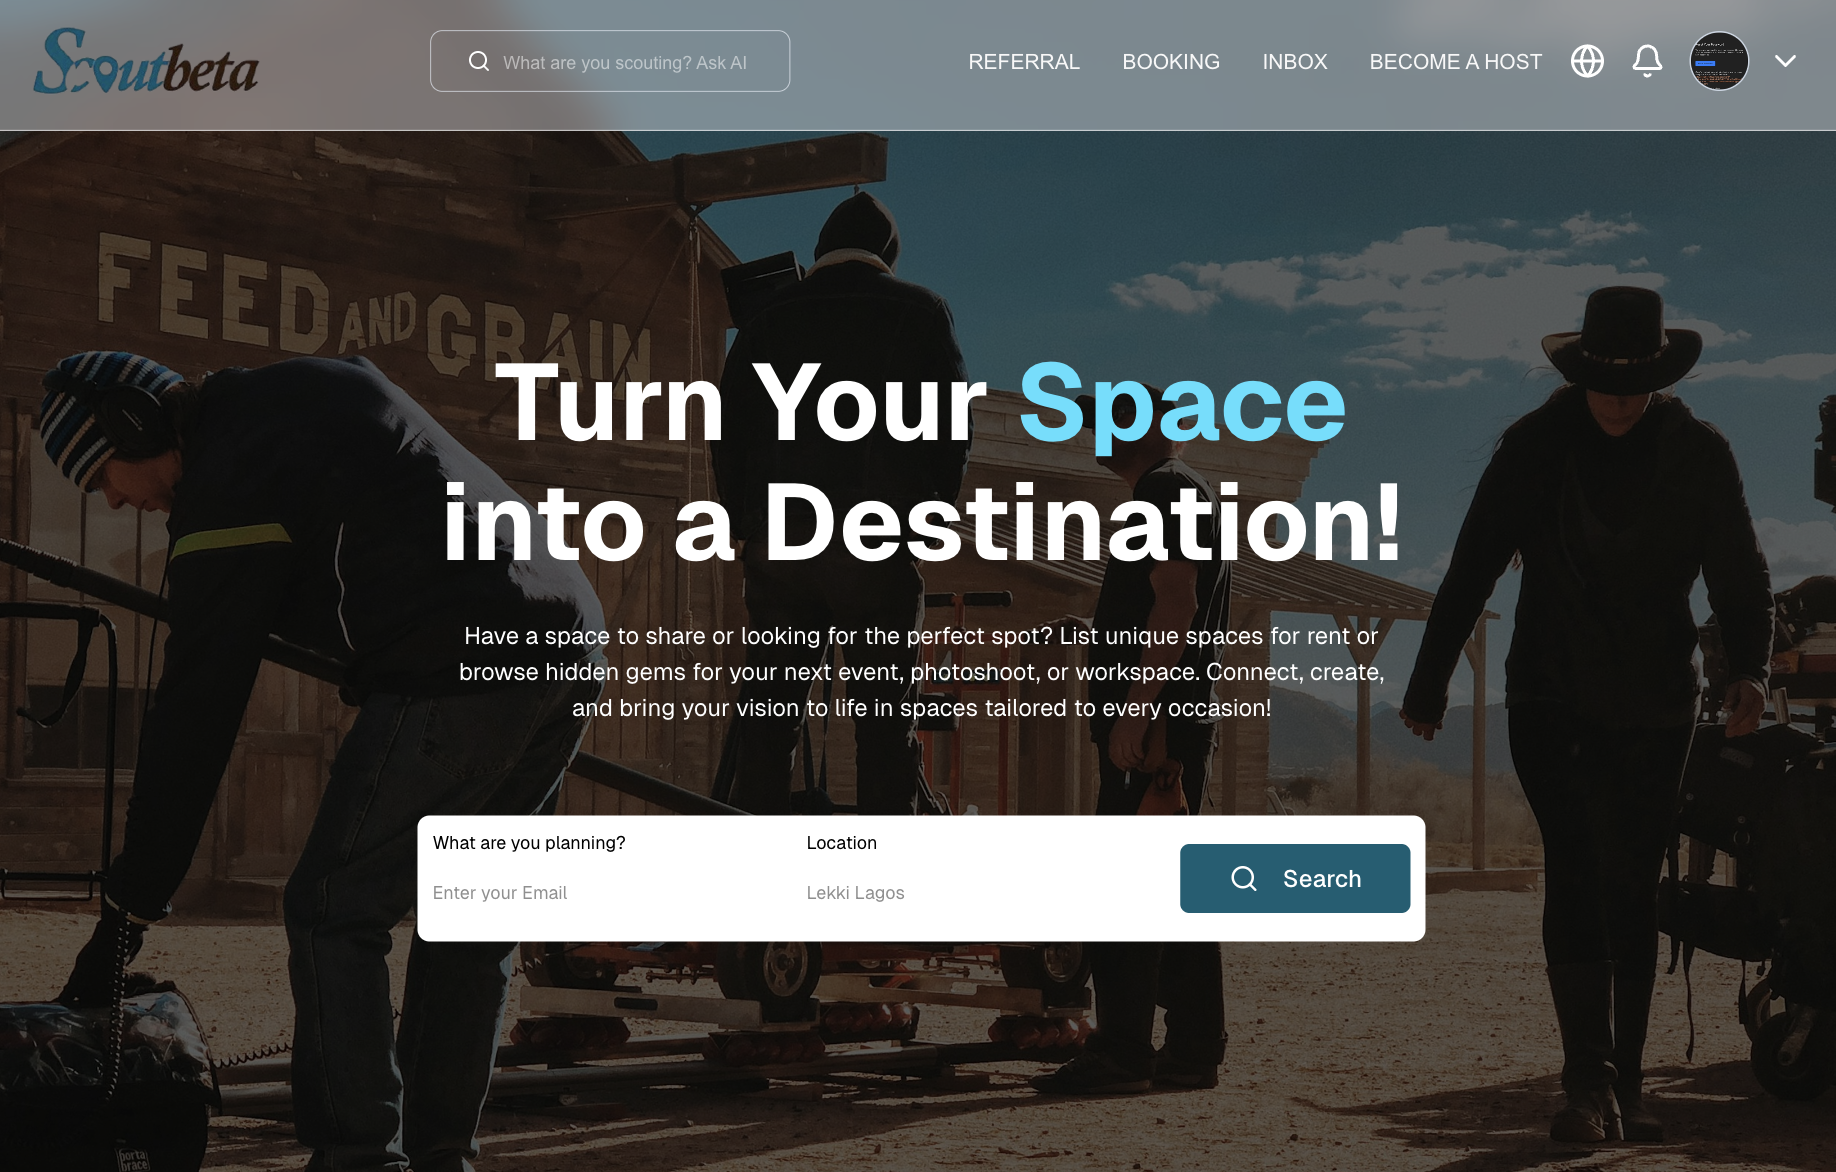 Scoutbeta
What are you scouting? Ask AI
REFERRAL
BOOKING
INBOX
BECOME A HOST
FEED AND GRAIN
Turn Your Space
into a Destination!
Have a space to share or looking for the perfect spot? List unique spaces for rent or
browse hidden gems for your next event, photoshoot, or workspace. Connect, create,
and bring your vision to life in spaces tailored to every occasion!
What are you planning?
Location
Enter your Email
Lekki Lagos
Search
porta
brace